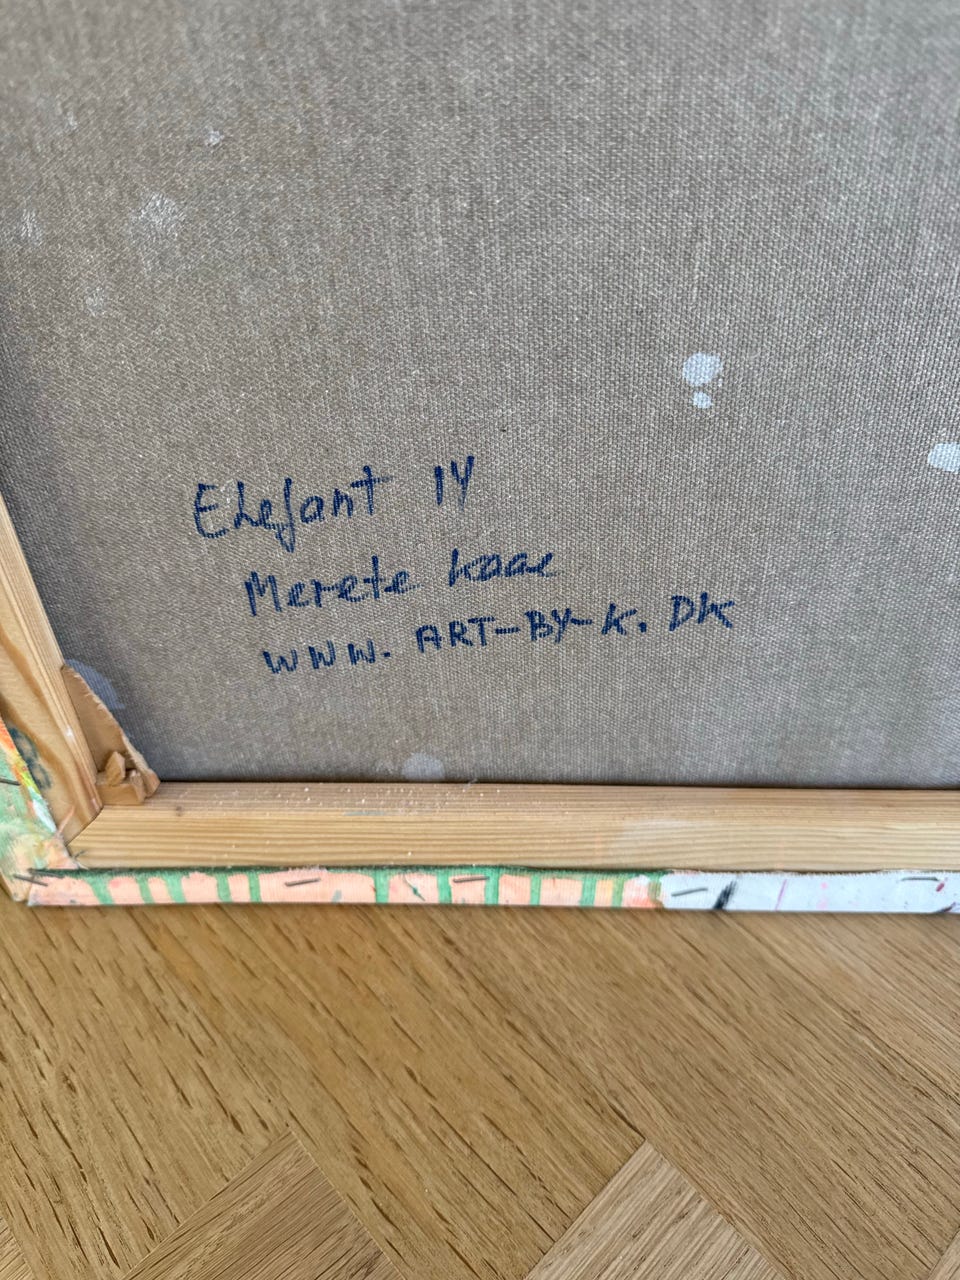 Elefant IV
Merete Kaae
WWW. ART-BY-K. DK